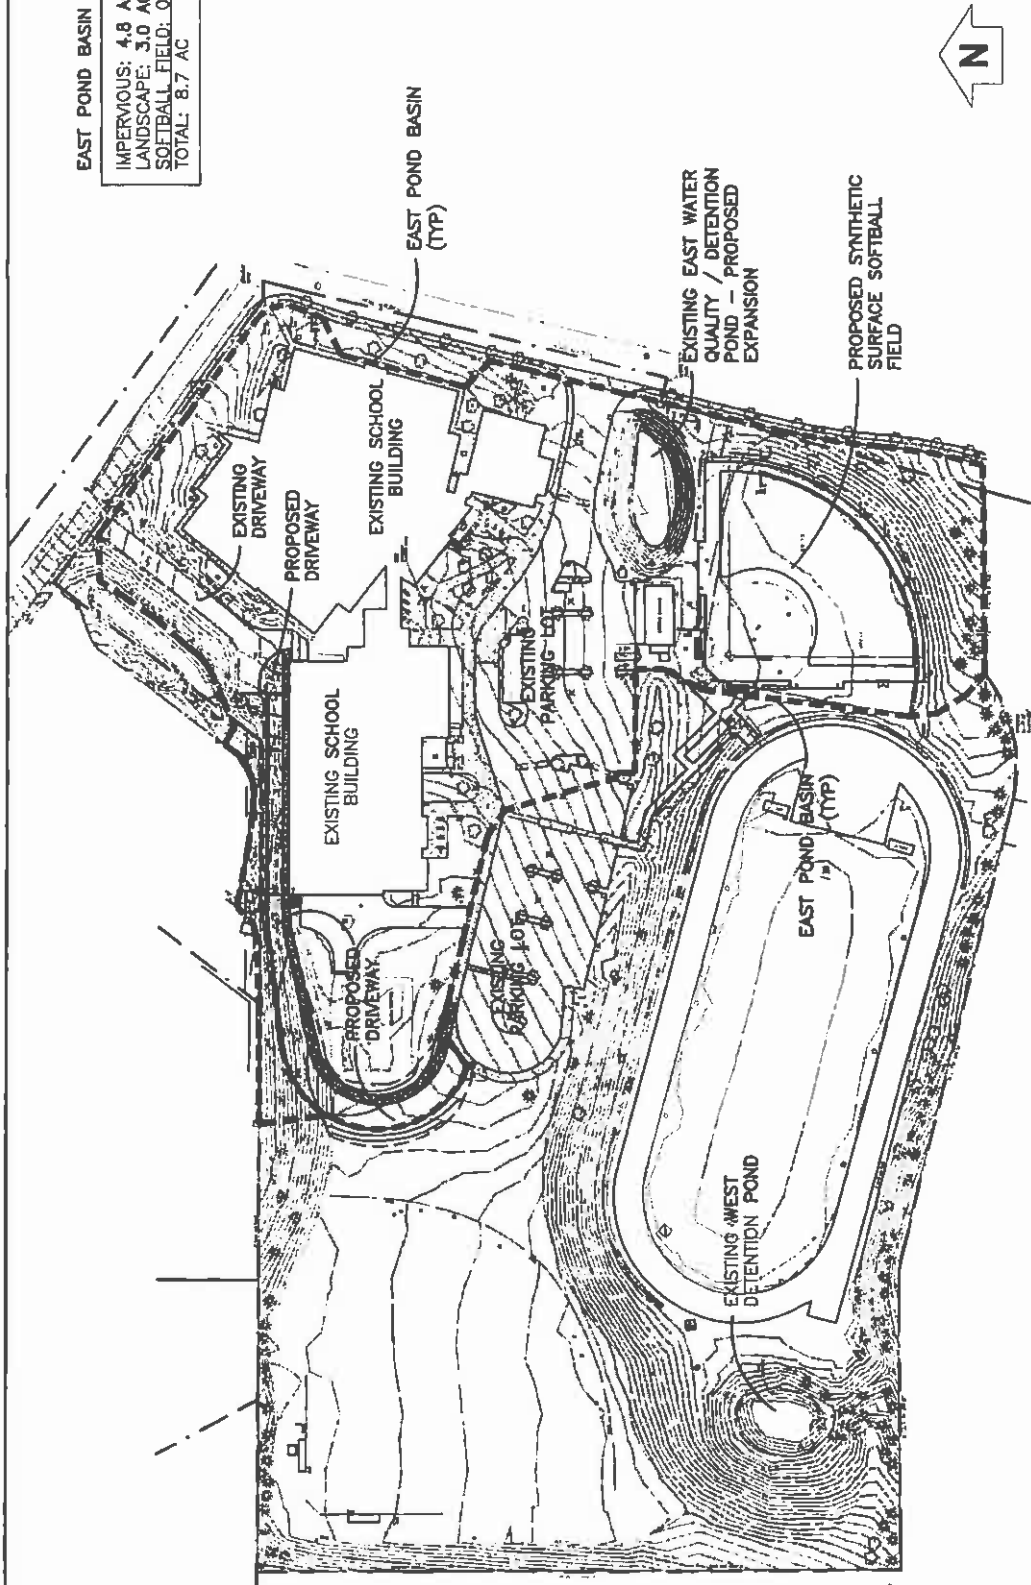 EAST POND BASIN
IMPERVIOUS: 4.8 A
LANDSCAPE: 3.0 A
SOFTBALL FIELD: 0
TOTAL: 8.7 AC
N
EAST POND BASIN
(TYP)
EXISTING EAST WATER
QUALITY / DETENTION
POND – PROPOSED
EXPANSION
PROPOSED SYNTHETIC
SURFACE SOFTBALL
FIELD
EXISTING
DRIVEWAY
PROPOSED
DRIVEWAY
EXISTING SCHOOL
BUILDING
EXISTING SCHOOL
BUILDING
EXISTING
PARKING LOT
EXISTING
PARKING LOT
PROPOSED
DRIVEWAY
EAST POND BASIN
(TYP)
EXISTING WEST
DETENTION POND